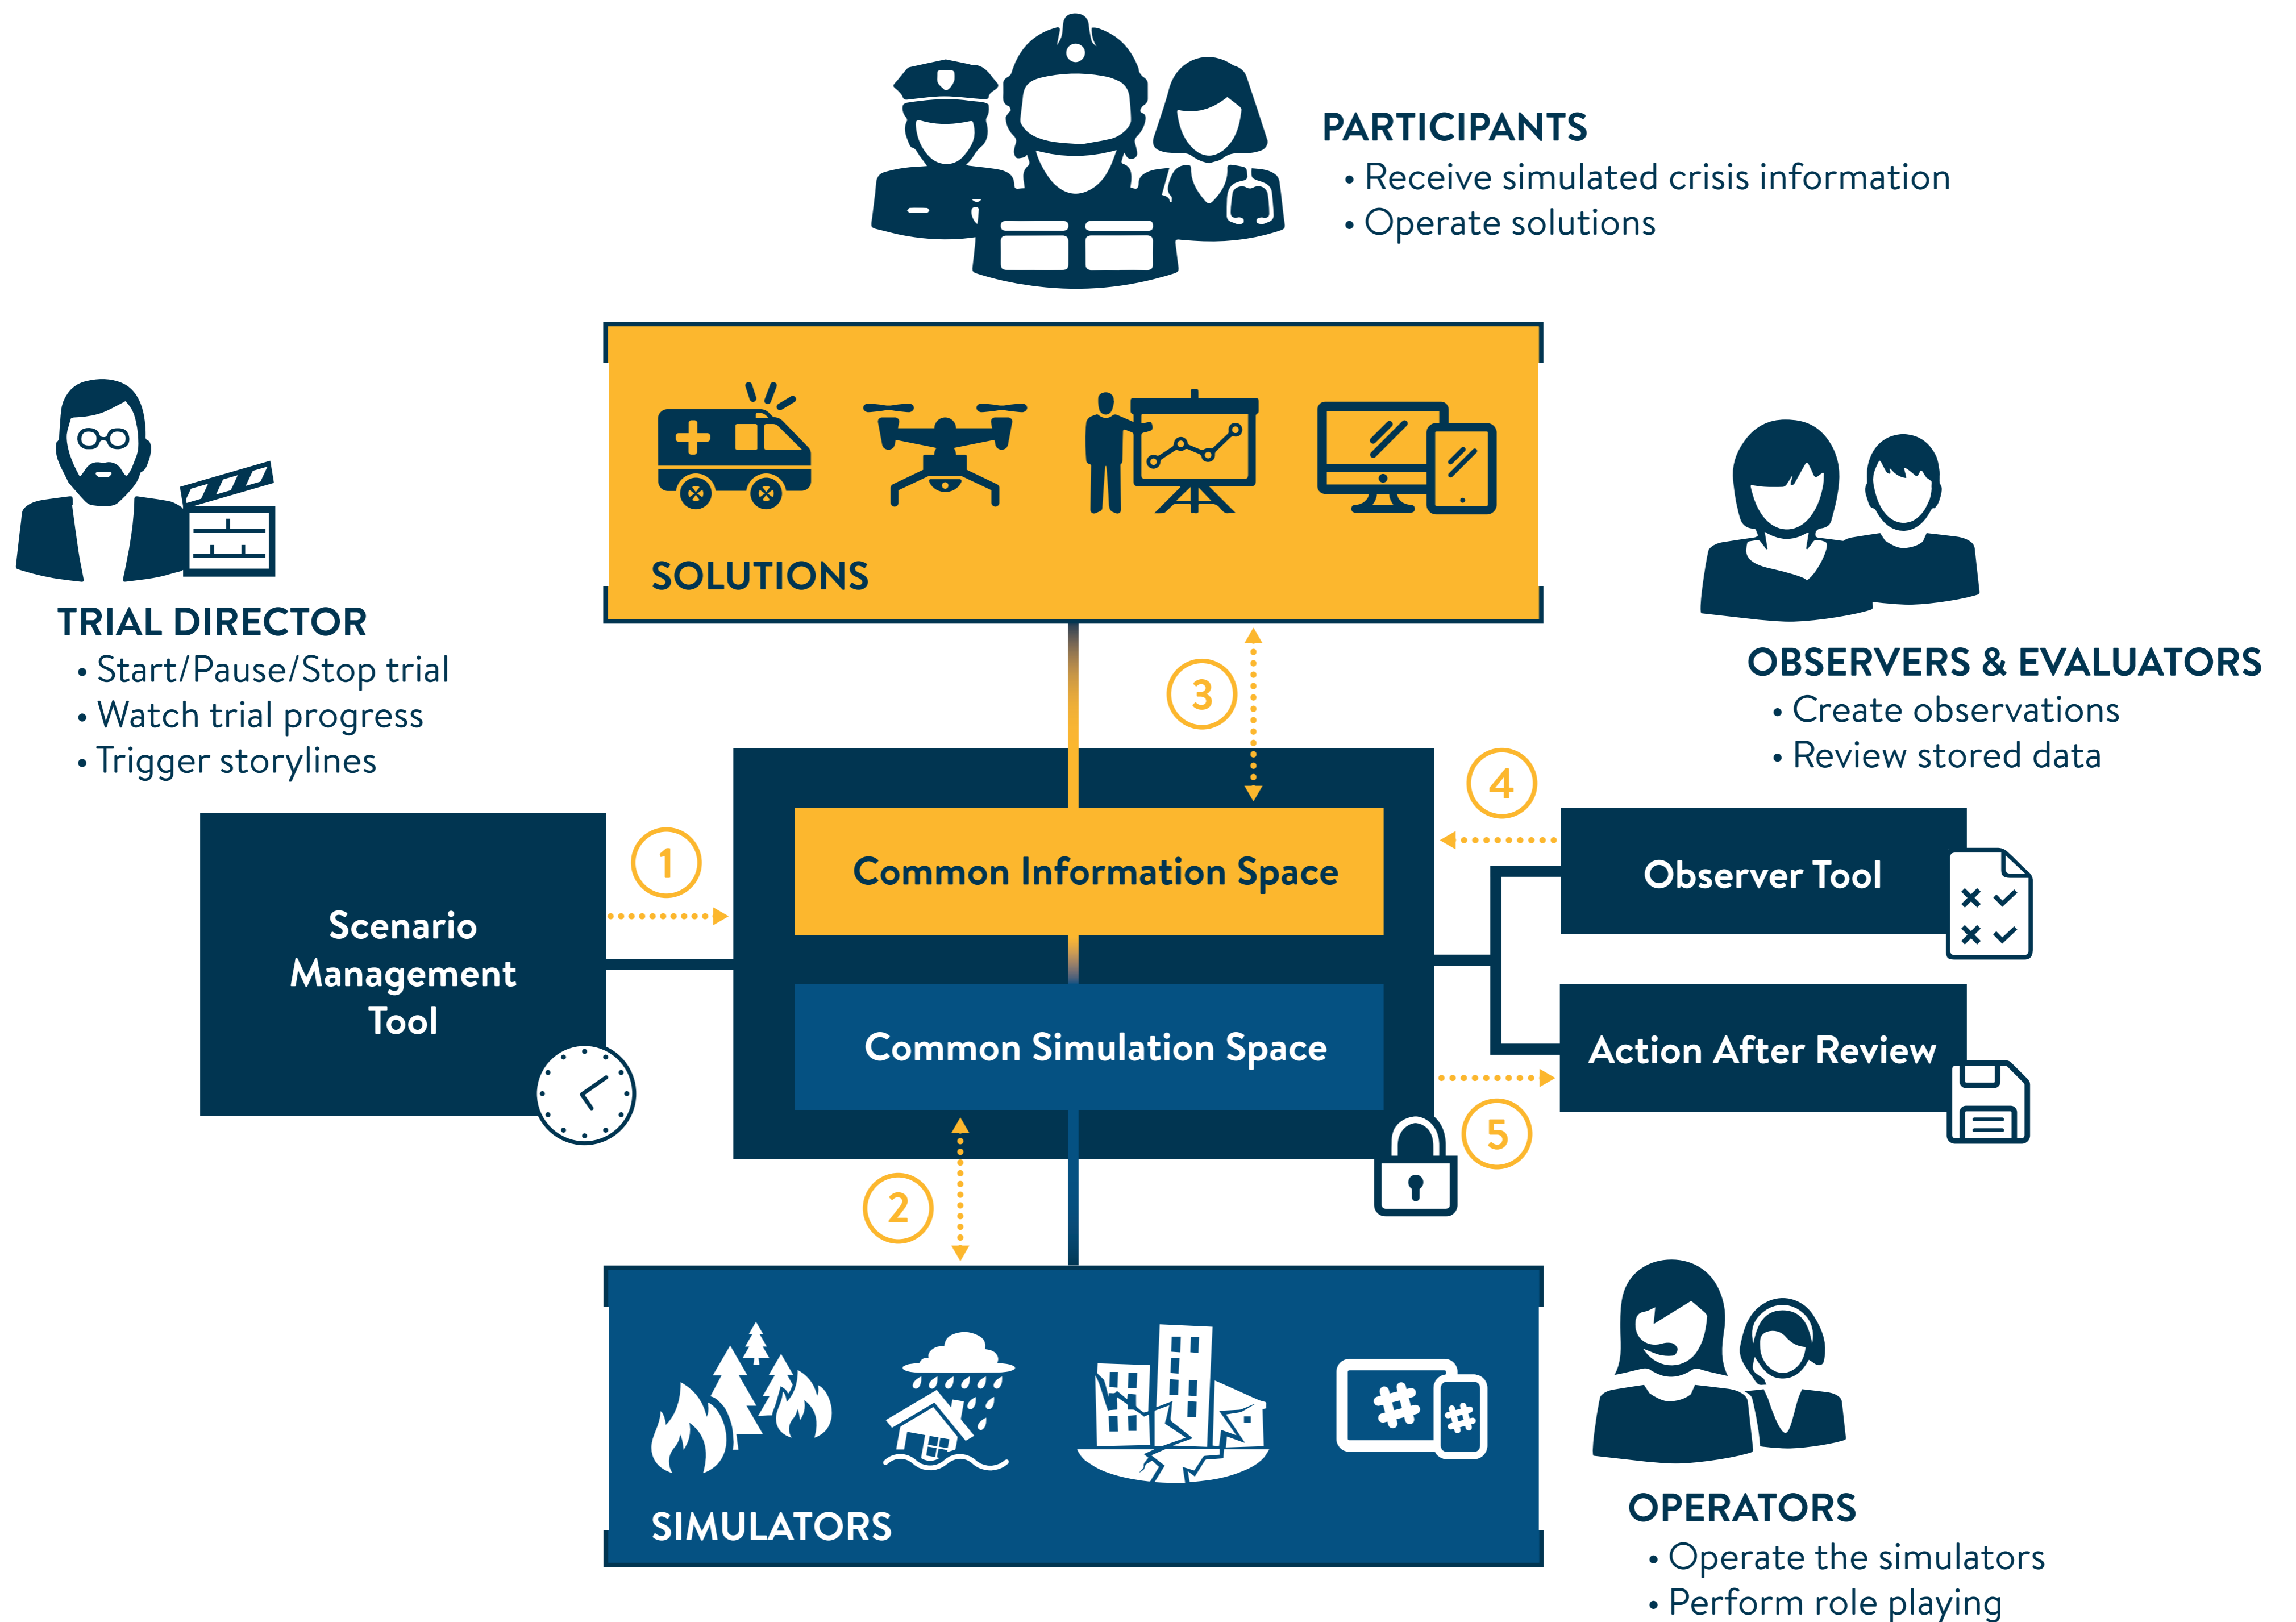 PARTICIPANTS
• Receive simulated crisis information
• Operate solutions
SOLUTIONS
TRIAL DIRECTOR
• Start/Pause/Stop trial
• Watch trial progress
• Trigger storylines
OBSERVERS & EVALUATORS
• Create observations
• Review stored data
3
4
1
Common Information Space
Observer Tool
Scenario
Management
Tool
Common Simulation Space
Action After Review
5
2
SIMULATORS
OPERATORS
• Operate the simulators
• Perform role playing